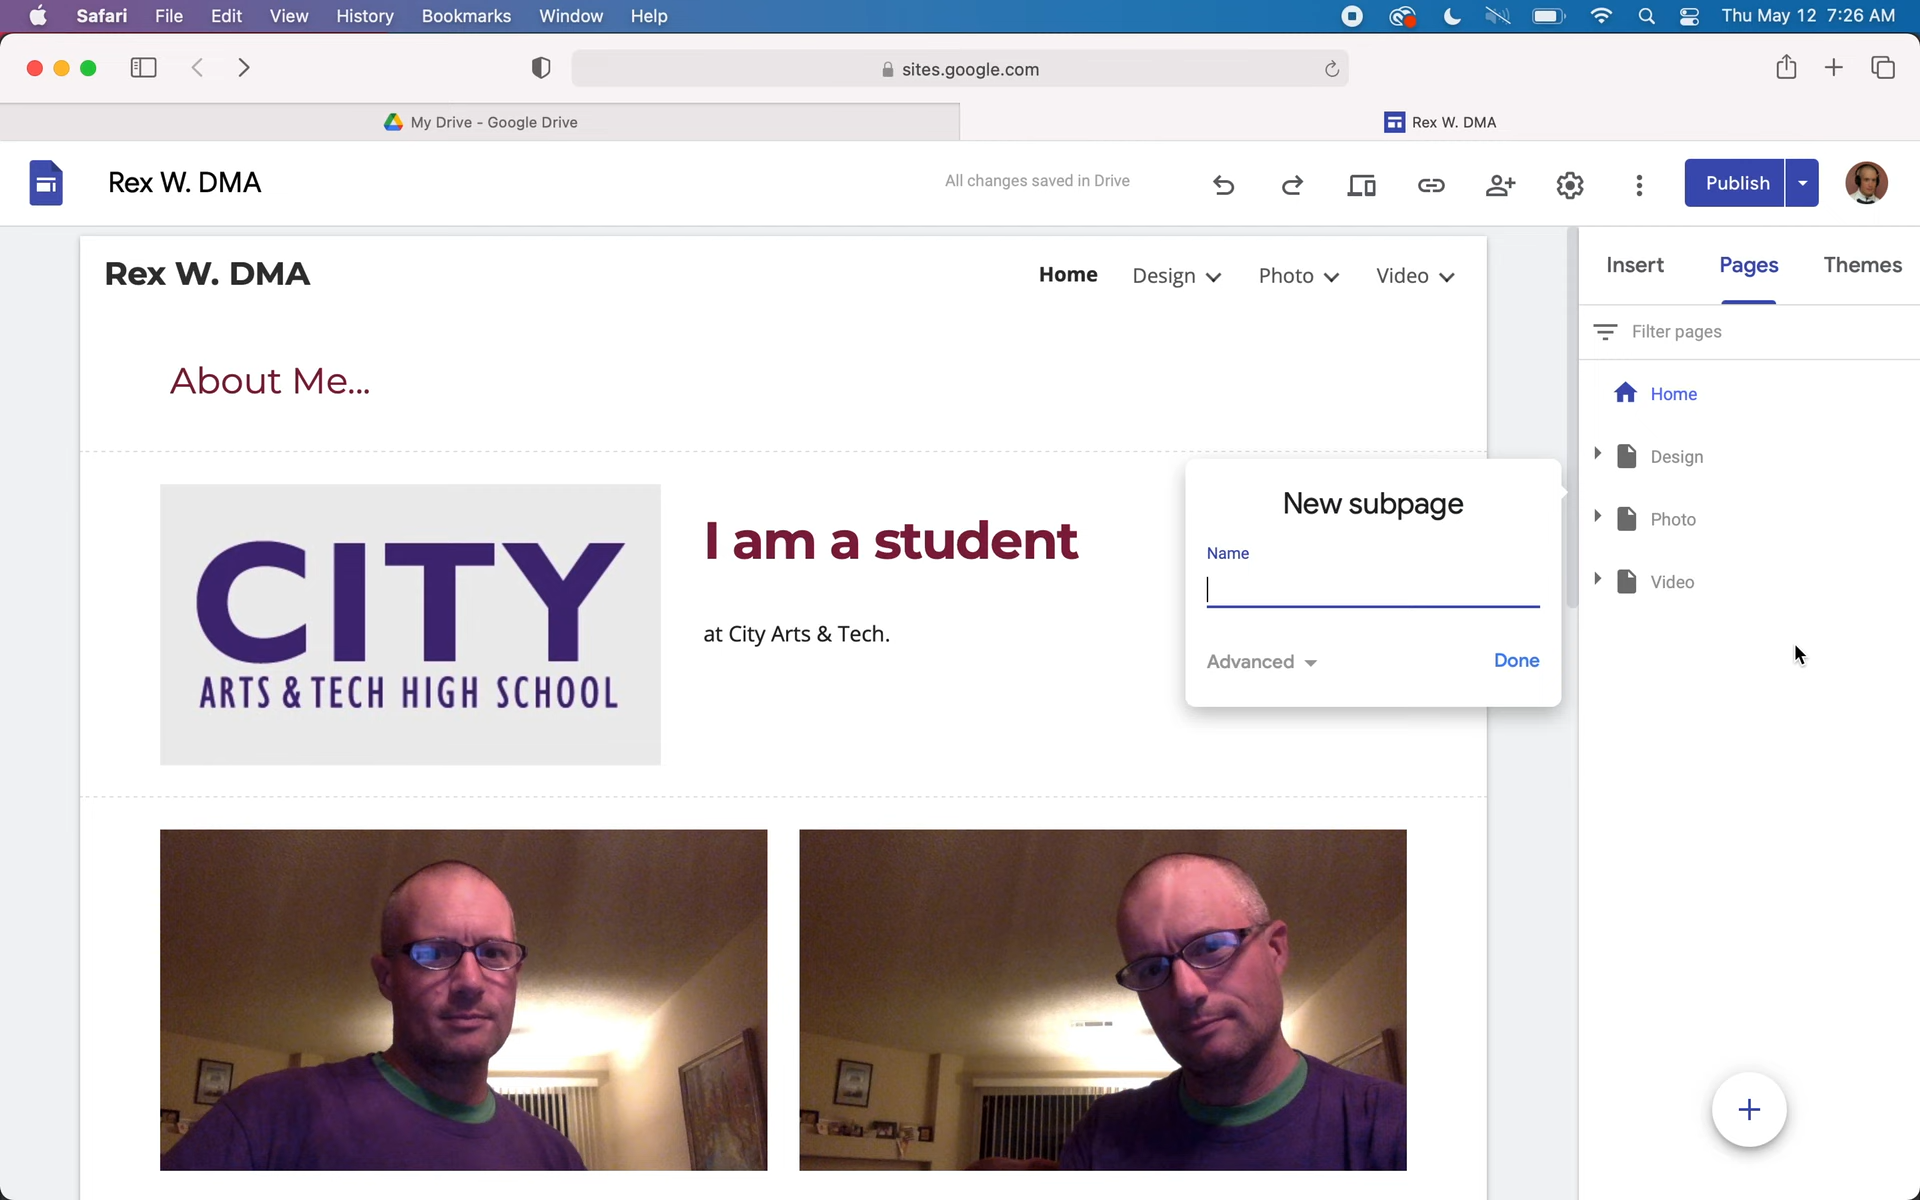 Safari File Edit View History Bookmarks Window Help Thu May 12 7:26 AM
sites.google.com
My Drive - Google Drive Rex W. DMA
Rex W. DMA All changes saved in Drive Publish
Rex W. DMA Home Design Photo Video
Insert Pages Themes
Filter pages
Home
Design
Photo
Video
About Me...
CITY
ARTS & TECH HIGH SCHOOL
I am a student
at City Arts & Tech.
New subpage
Name
Advanced Done